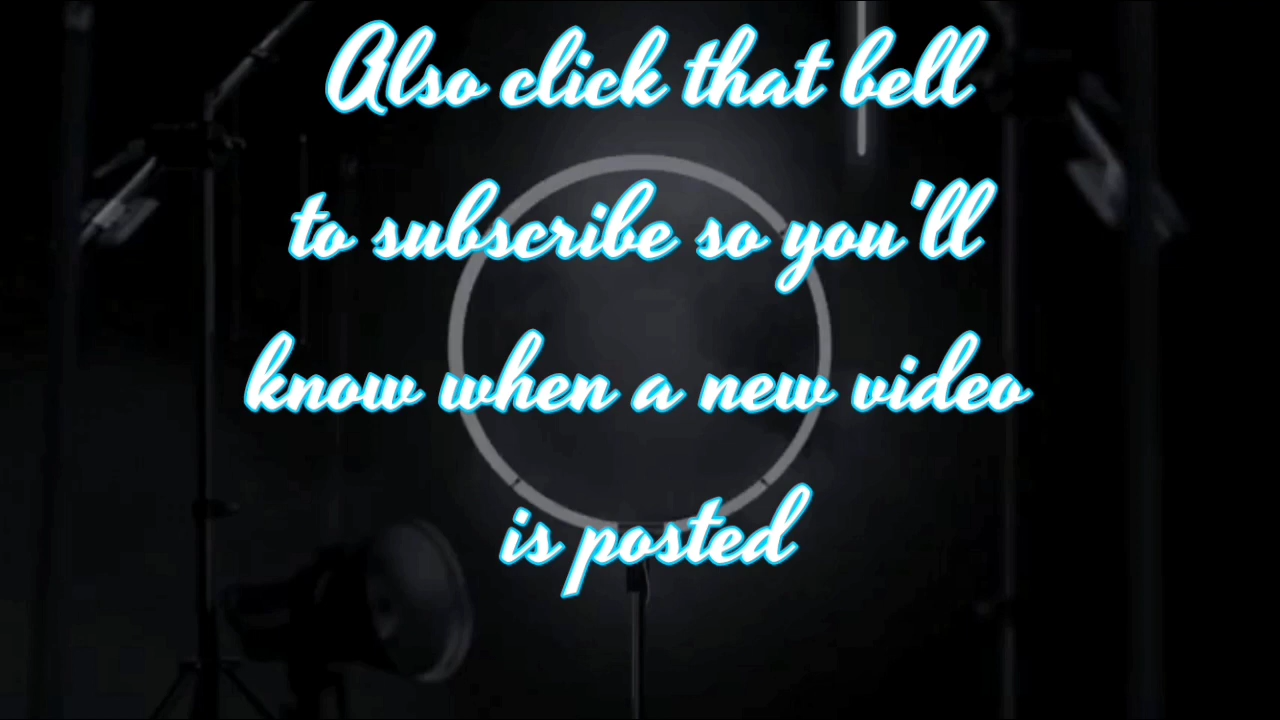 Also click that bell
to subscribe so you'll
know when a new video
is posted